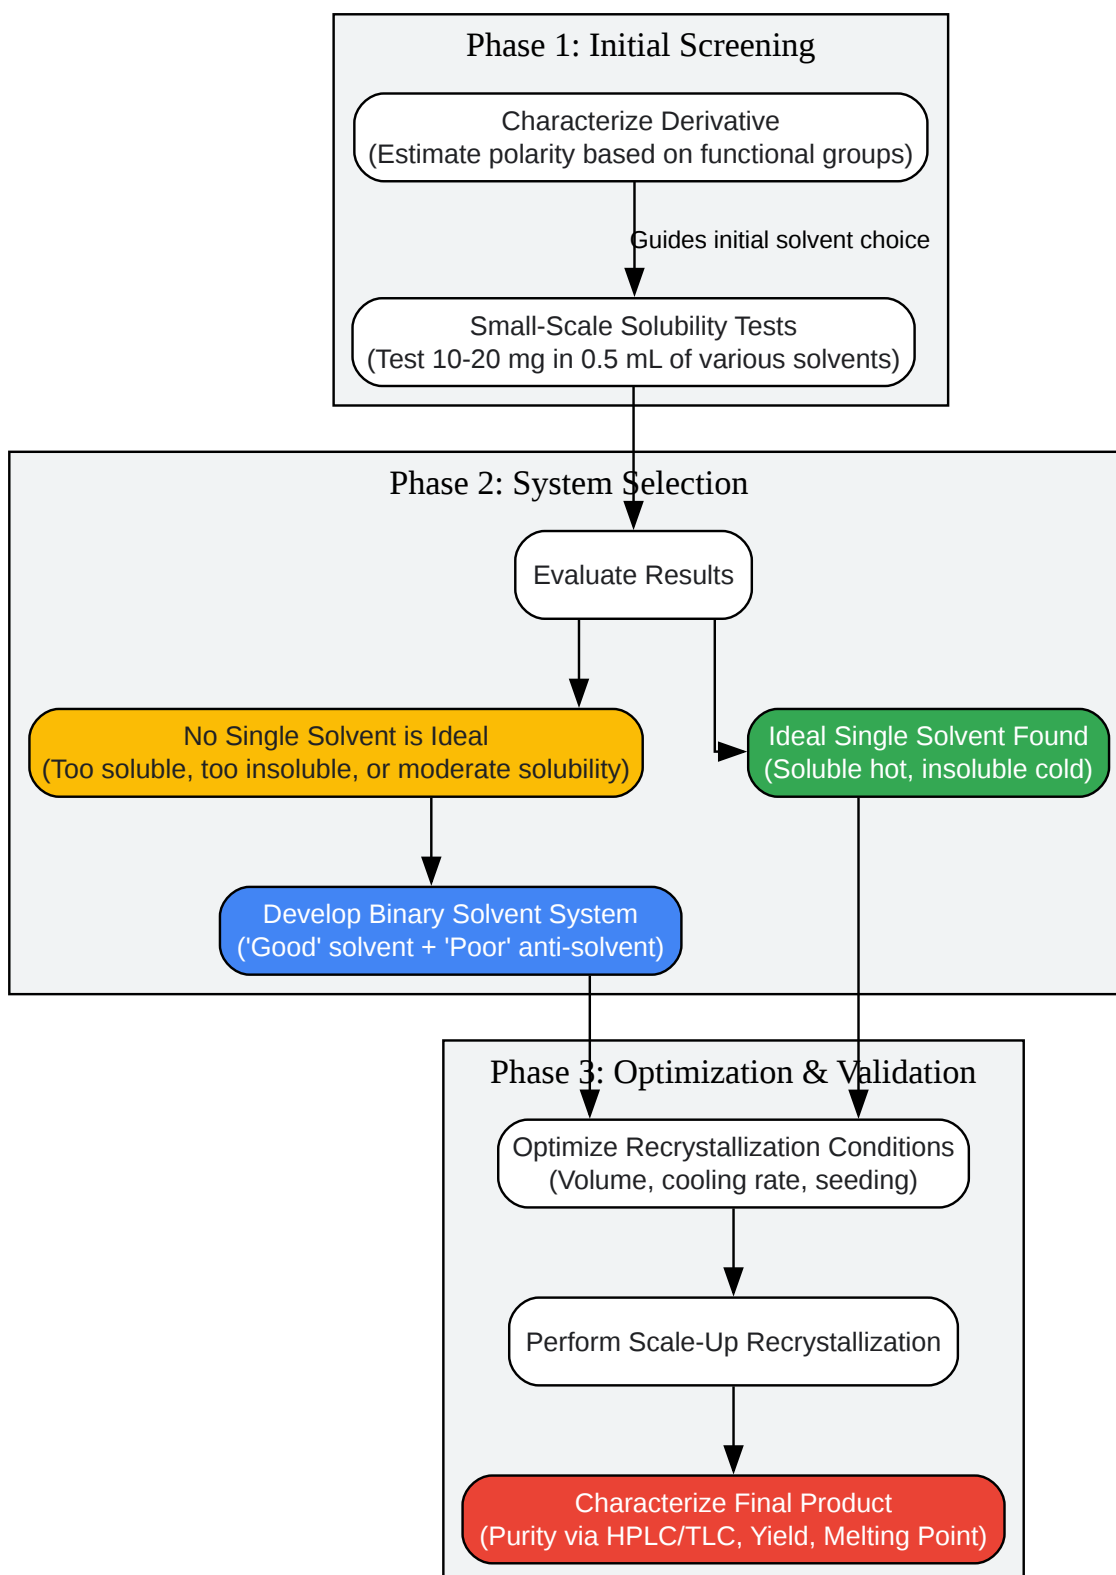 Phase 1: Initial Screening
Characterize Derivative
(Estimate polarity based on functional groups)
Guides initial solvent choice
Small-Scale Solubility Tests
(Test 10-20 mg in 0.5 mL of various solvents)
Phase 2: System Selection
Evaluate Results
No Single Solvent is Ideal
(Too soluble, too insoluble, or moderate solubility)
Ideal Single Solvent Found
(Soluble hot, insoluble cold)
Develop Binary Solvent System
('Good' solvent + 'Poor' anti-solvent)
Phase 3: Optimization & Validation
Optimize Recrystallization Conditions
(Volume, cooling rate, seeding)
Perform Scale-Up Recrystallization
Characterize Final Product
(Purity via HPLC/TLC, Yield, Melting Point)